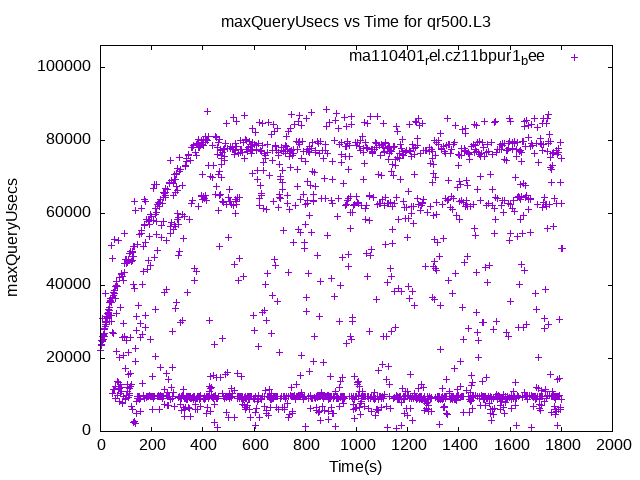 maxQueryUsecs vs Time for qr500.L3
ma110401rel.cz11bpur1bee
100000
80000
60000
40000
20000
0
maxQueryUsecs
0 200 400 600 800 1000 1200 1400 1600 1800 2000
Time(s)